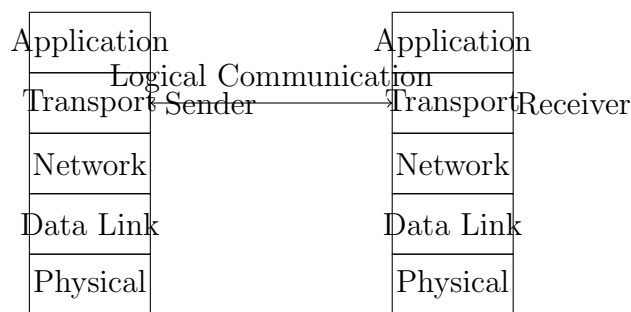 Application
Application
Logical Communication
Transport
Sender
Transport
Receiver
Network
Network
Data Link
Data Link
Physical
Physical